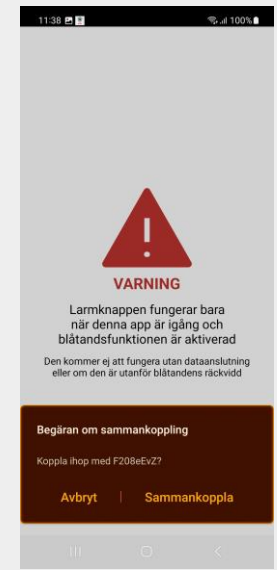 11:38
100%
VARNING
Larmknappen fungerar bara
när denna app är igång och
blåtandsfunktionen är aktiverad
Den kommer ej att fungera utan dataanslutning
eller om den är utanför blåtandens räckvidd
Begäran om sammankoppling
Koppla ihop med F208eEvZ?
Avbryt | Sammankoppla